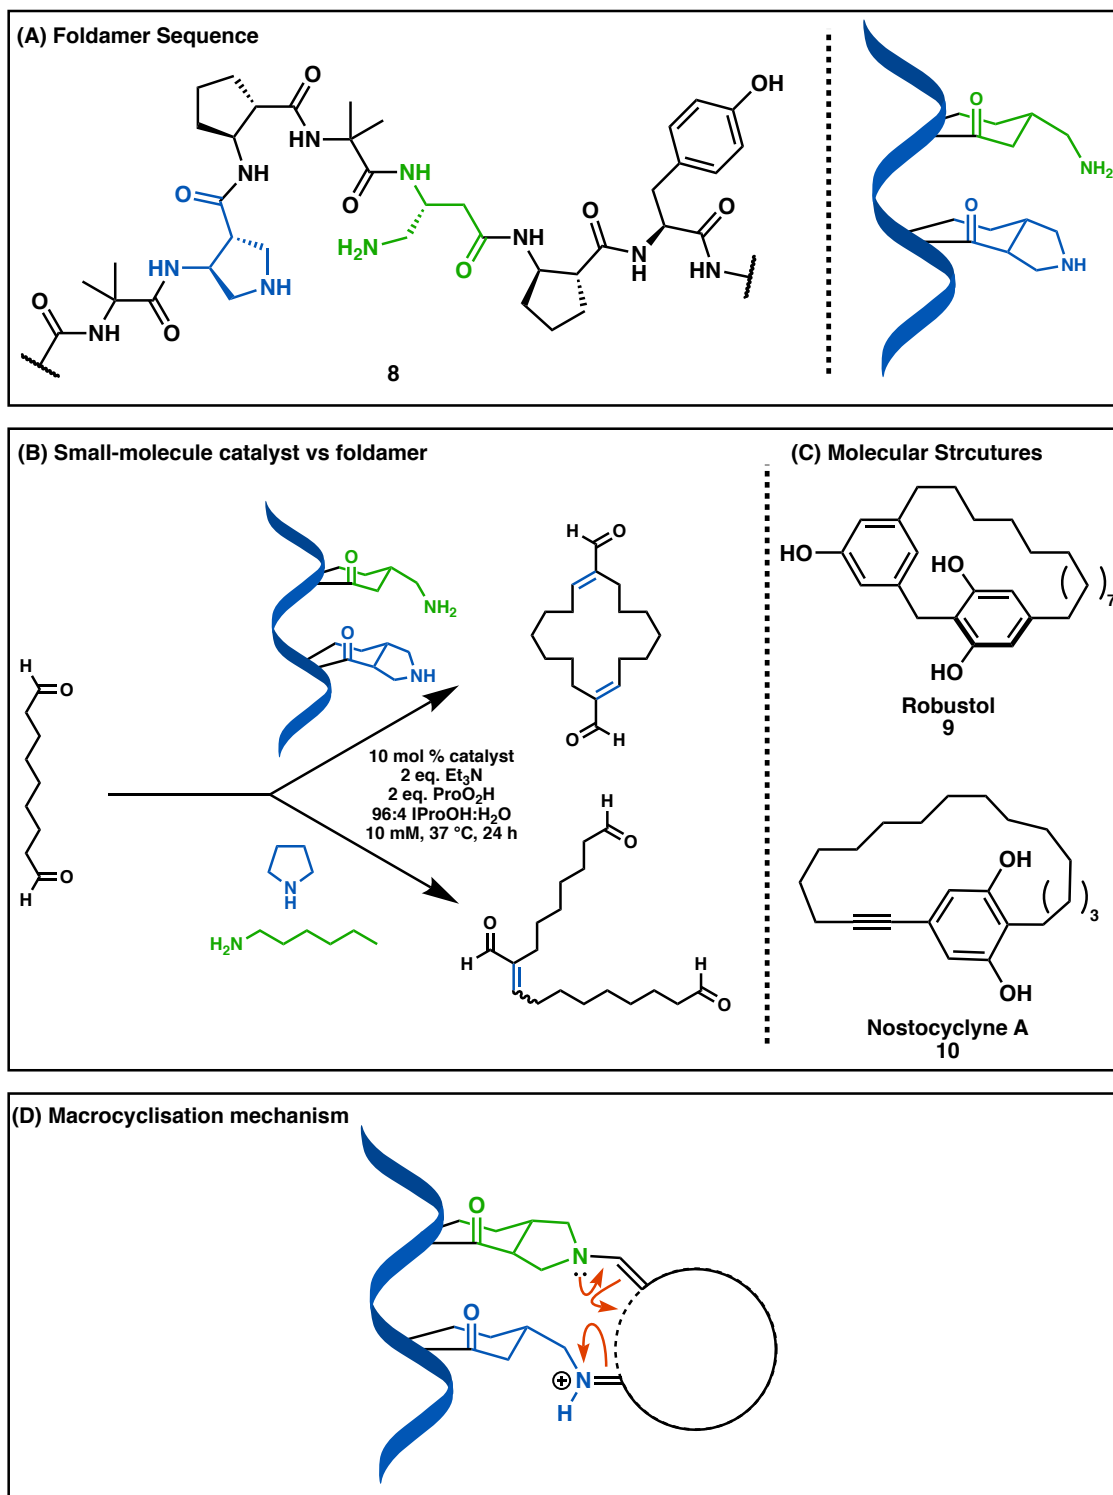 (A) Foldamer Sequence
O
OH
HN
NH
O
O
NH
O
NH
H₂N
O
O
HN
NH
O
HN
NH
O
O
NH
O
8
O
NH₂
O
NH
(B) Small-molecule catalyst vs foldamer
O
NH₂
O
NH
H
O
O
H
10 mol % catalyst
2 eq. Et₃N
2 eq. ProO₂H
96:4 IProOH:H₂O
10 mM, 37 °C, 24 h
N
H
H₂N
H
O
O
H
H
O
O
H
H
O
(C) Molecular Strcutures
HO
HO
HO
7
Robustol
9
OH
3
OH
Nostocyclyne A
10
(D) Macrocyclisation mechanism
O
N
O
N
H